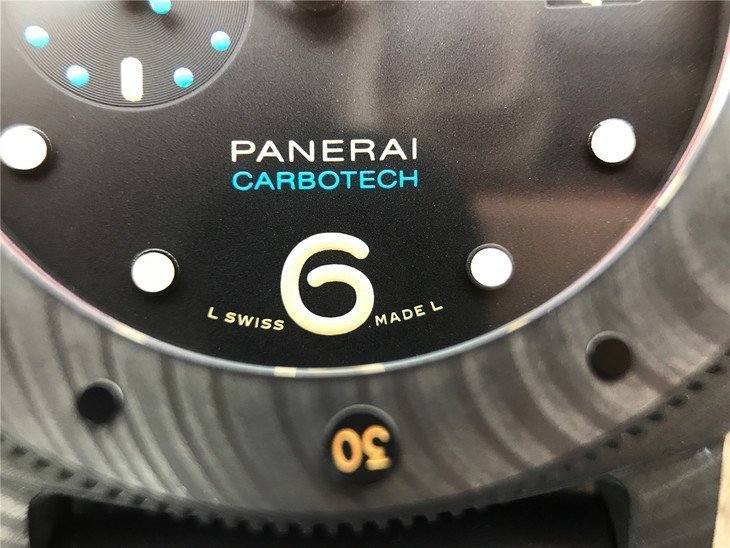 PANERAI
CARBOTECH
6
L SWISS MADE L
30